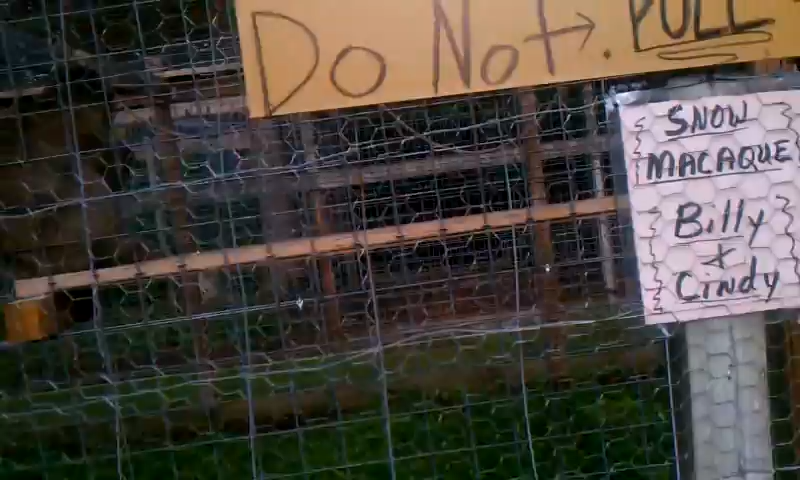 Do Not → . PULL
SNOW
MACAQUE
Billy
+
Cindy